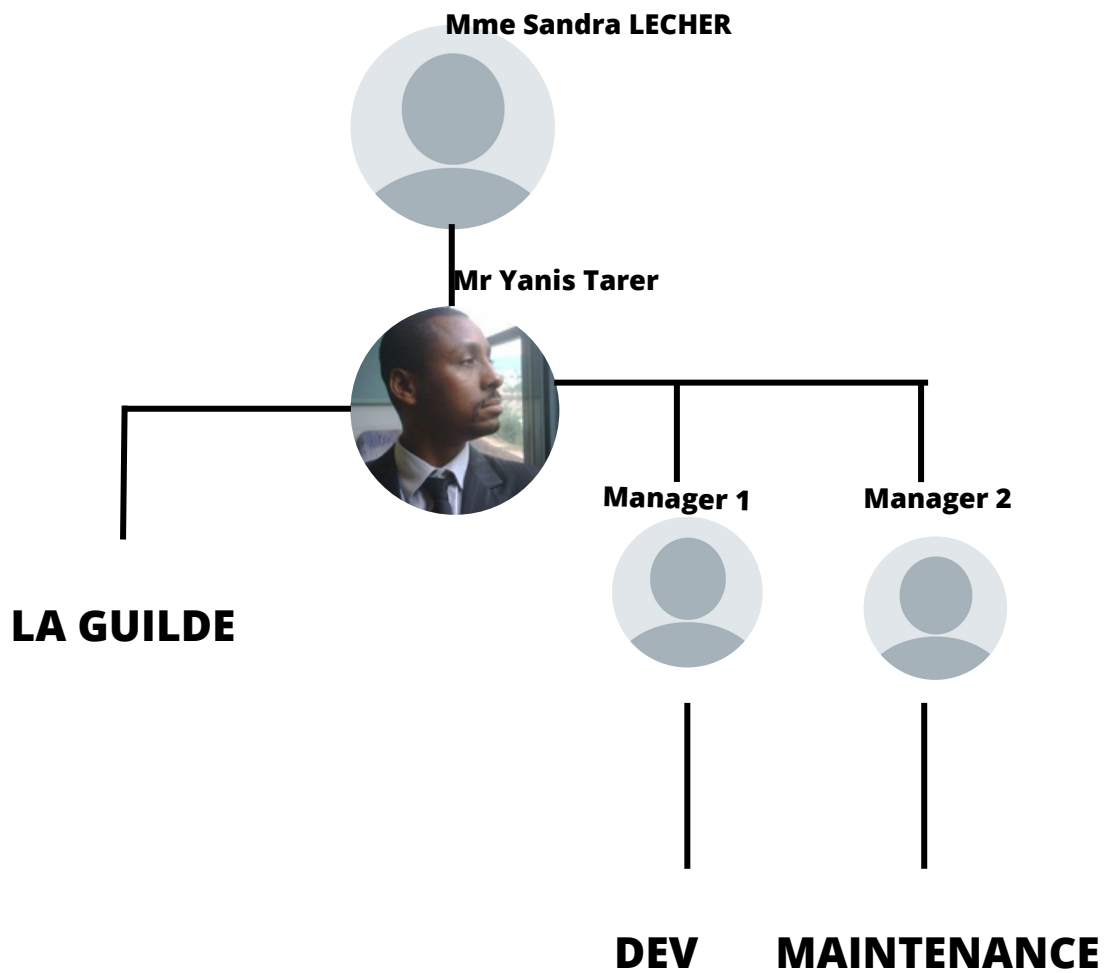 Mme Sandra LECHER
Mr Yanis Tarer
Manager 1
Manager 2
LA GUILDE
DEV
MAINTENANCE